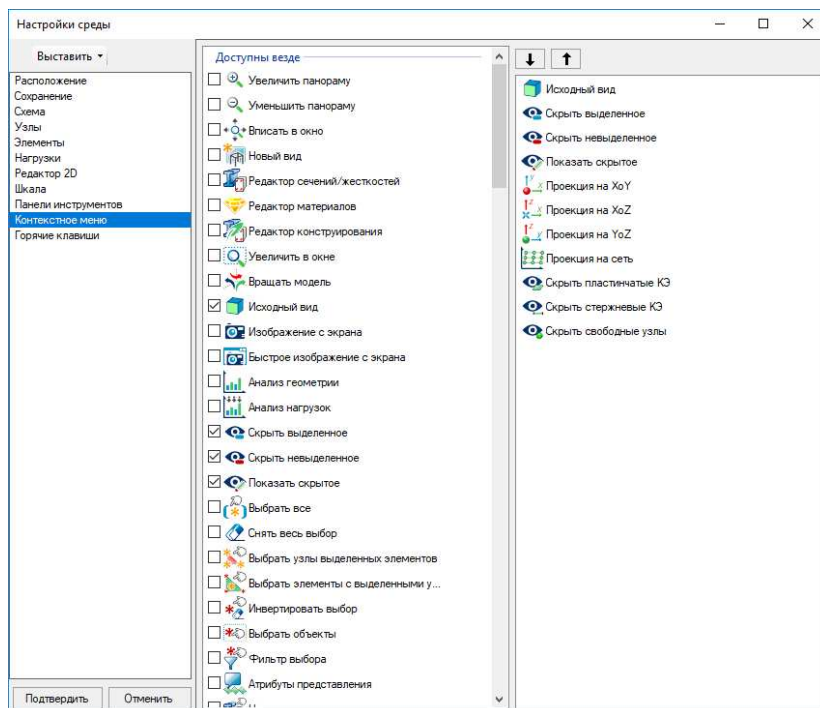 Настройки среды
Выставить
Расположение
Сохранение
Схема
Узлы
Элементы
Нагрузки
Редактор 2D
Шкала
Панели инструментов
Контекстное меню
Горячие клавиши
Подтвердить
Отменить
Доступны везде
Увеличить панораму
Уменьшить панораму
Вписать в окно
Новый вид
Редактор сечений/жесткостей
Редактор материалов
Редактор конструирования
Увеличить в окне
Вращать модель
Исходный вид
Изображение с экрана
Быстрое изображение с экрана
Анализ геометрии
Анализ нагрузок
Скрыть выделенное
Скрыть невыделенное
Показать скрытое
Выбрать все
Снять весь выбор
Выбрать узлы выделенных элементов
Выбрать элементы с выделенными у...
Инвертировать выбор
Выбрать объекты
Фильтр выбора
Атрибуты представления
Исходный вид
Скрыть выделенное
Скрыть невыделенное
Показать скрытое
Проекция на XoY
Проекция на XoZ
Проекция на YoZ
Проекция на сеть
Скрыть пластинчатые КЭ
Скрыть стержневые КЭ
Скрыть свободные узлы